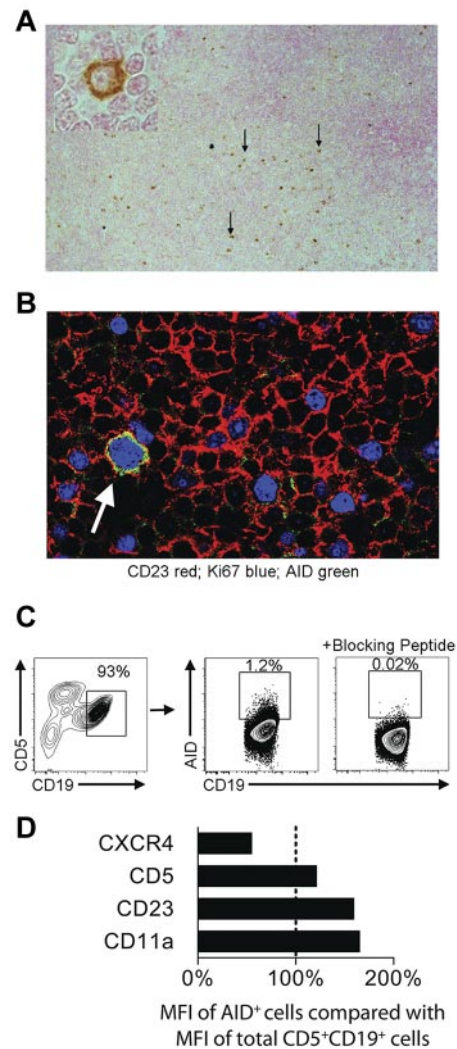 A
B
CD23 red; Ki67 blue; AID green
C
+Blocking Peptide
93%
1.2%
0.02%
CD5
AID
CD19
CD19
D
CXCR4
CD5
CD23
CD11a
0%
100%
200%
MFI of AID⁺ cells compared with
MFI of total CD5⁺CD19⁺ cells